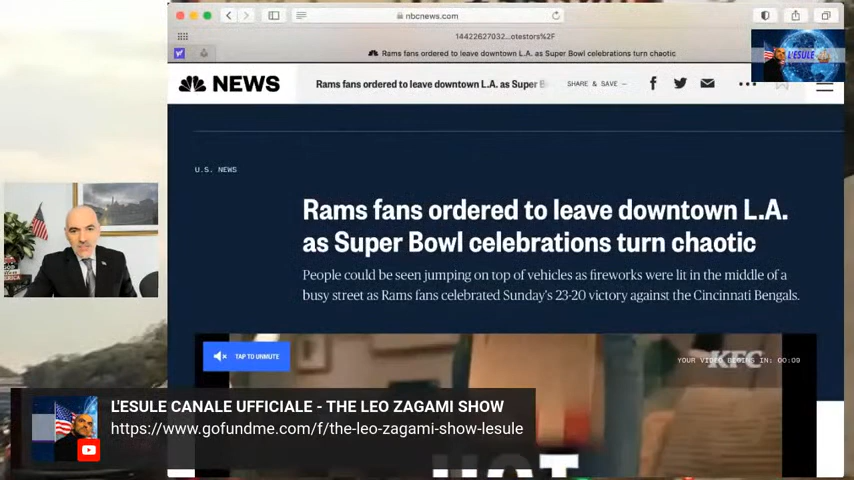 nbcnews.com
14422627032...otestors%2F
Rams fans ordered to leave downtown L.A. as Super Bowl celebrations turn chaotic
L'ESULE
NEWS
Rams fans ordered to leave downtown L.A. as Super B
SHARE & SAVE —
U.S. NEWS
Rams fans ordered to leave downtown L.A.
as Super Bowl celebrations turn chaotic
People could be seen jumping on top of vehicles as fireworks were lit in the middle of a
busy street as Rams fans celebrated Sunday's 23-20 victory against the Cincinnati Bengals.
TAP TO UNMUTE
YOUR VIDEO BEGINS IN: 00:09
KFC
L'ESULE CANALE UFFICIALE - THE LEO ZAGAMI SHOW
https://www.gofundme.com/f/the-leo-zagami-show-lesule